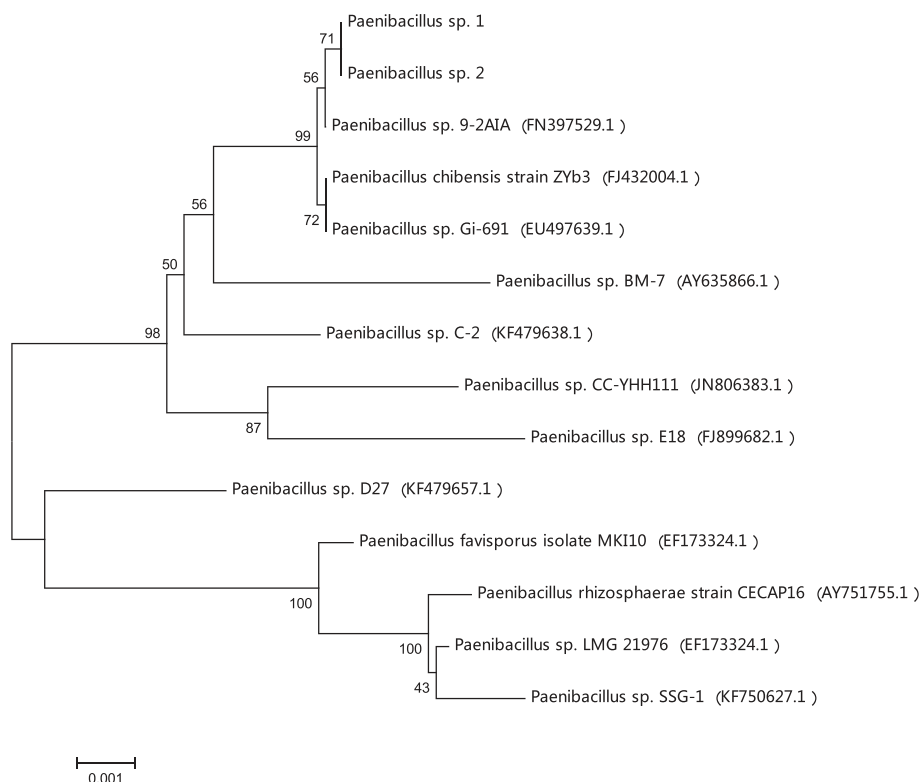 Paenibacillus sp. 1
71
Paenibacillus sp. 2
56
Paenibacillus sp. 9-2AIA (FN397529.1 )
99
Paenibacillus chibensis strain ZYb3 (FJ432004.1 )
56
72
Paenibacillus sp. Gi-691 (EU497639.1 )
50
Paenibacillus sp. BM-7 (AY635866.1 )
98
Paenibacillus sp. C-2 (KF479638.1 )
Paenibacillus sp. CC-YHH111 (JN806383.1 )
87
Paenibacillus sp. E18 (FJ899682.1 )
Paenibacillus sp. D27 (KF479657.1 )
Paenibacillus favisporus isolate MKI10 (EF173324.1 )
100
Paenibacillus rhizosphaerae strain CECAP16 (AY751755.1 )
100
Paenibacillus sp. LMG 21976 (EF173324.1 )
43
Paenibacillus sp. SSG-1 (KF750627.1 )
0.001